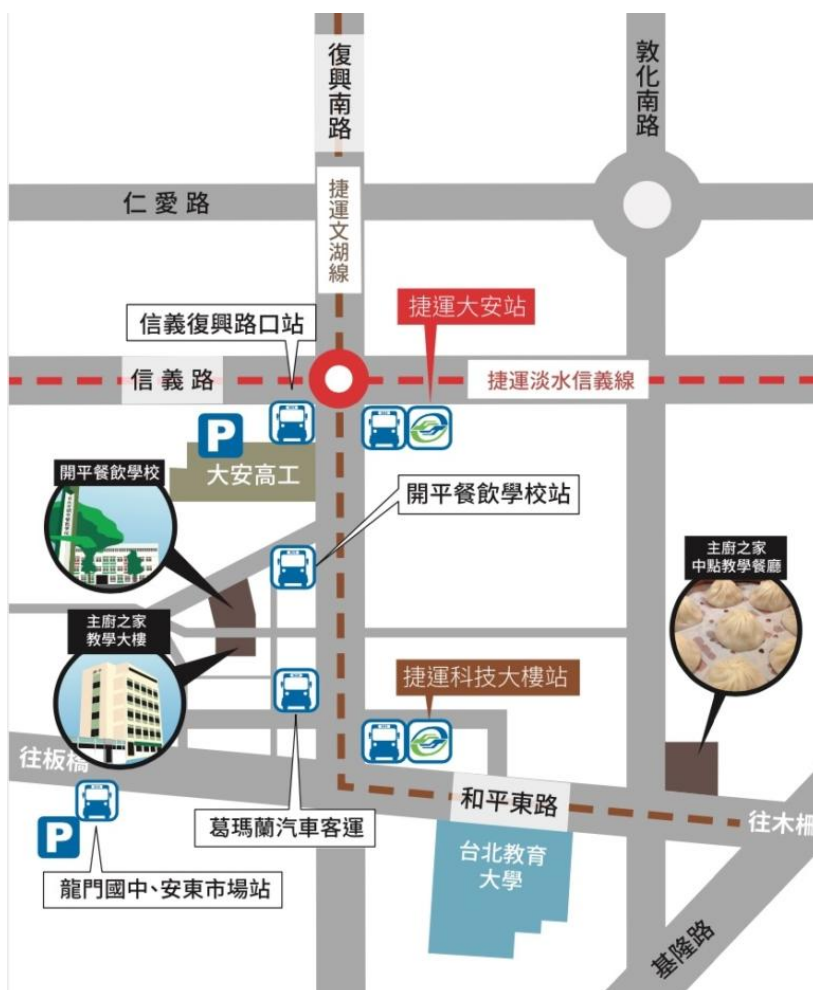 復興南路
敦化南路
仁愛路
捷運文湖線
信義復興路口站
捷運大安站
信義路
捷運淡水信義線
P
大安高工
開平餐飲學校
開平餐飲學校站
主廚之家
中點教學餐廳
主廚之家
教學大樓
捷運科技大樓站
往板橋
和平東路
往木柵
P
葛瑪蘭汽車客運
台北教育
大學
龍門國中、安東市場站
基隆路